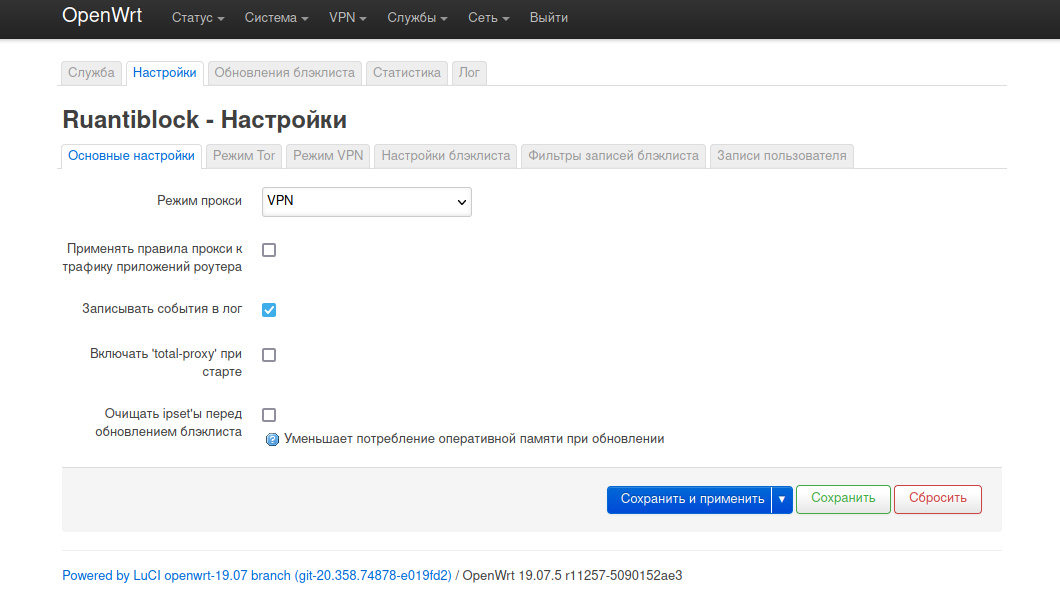 OpenWrt Статус Система VPN Службы Сеть Выйти
Служба Настройки Обновления блэклиста Статистика Лог
Ruantiblock - Настройки
Основные настройки Режим Tor Режим VPN Настройки блэклиста Фильтры записей блэклиста Записи пользователя
Режим прокси VPN
Применять правила прокси к
трафику приложений роутера
Записывать события в лог
Включать 'total-proxy' при
старте
Очищать ipset'ы перед
обновлением блэклиста
Уменьшает потребление оперативной памяти при обновлении
Сохранить и применить Сохранить Сбросить
Powered by LuCI openwrt-19.07 branch (git-20.358.74878-e019fd2) / OpenWrt 19.07.5 r11257-5090152ae3